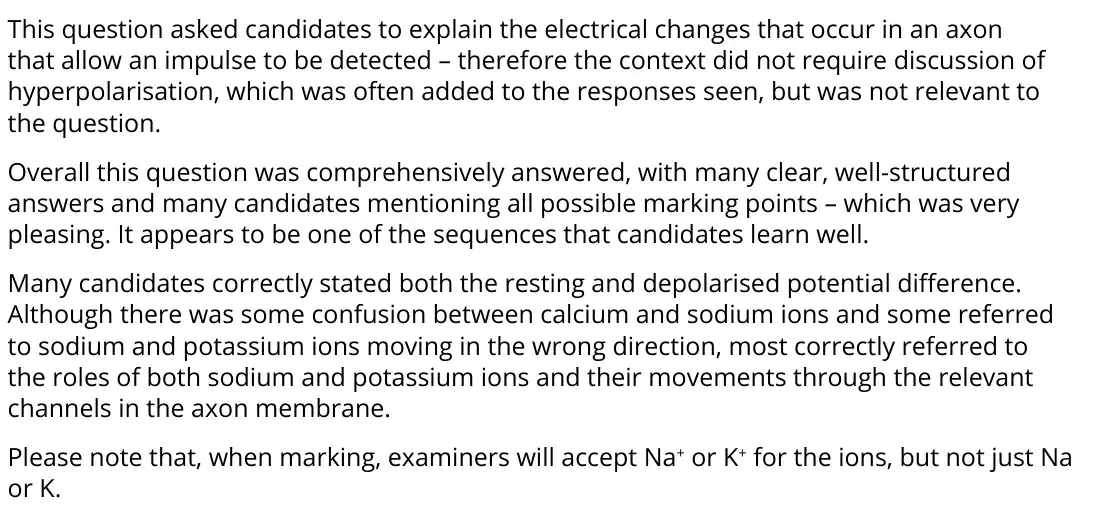 This question asked candidates to explain the electrical changes that occur in an axon
that allow an impulse to be detected – therefore the context did not require discussion of
hyperpolarisation, which was often added to the responses seen, but was not relevant to
the question.
Overall this question was comprehensively answered, with many clear, well-structured
answers and many candidates mentioning all possible marking points – which was very
pleasing. It appears to be one of the sequences that candidates learn well.
Many candidates correctly stated both the resting and depolarised potential difference.
Although there was some confusion between calcium and sodium ions and some referred
to sodium and potassium ions moving in the wrong direction, most correctly referred to
the roles of both sodium and potassium ions and their movements through the relevant
channels in the axon membrane.
Please note that, when marking, examiners will accept Na⁺ or K⁺ for the ions, but not just Na
or K.